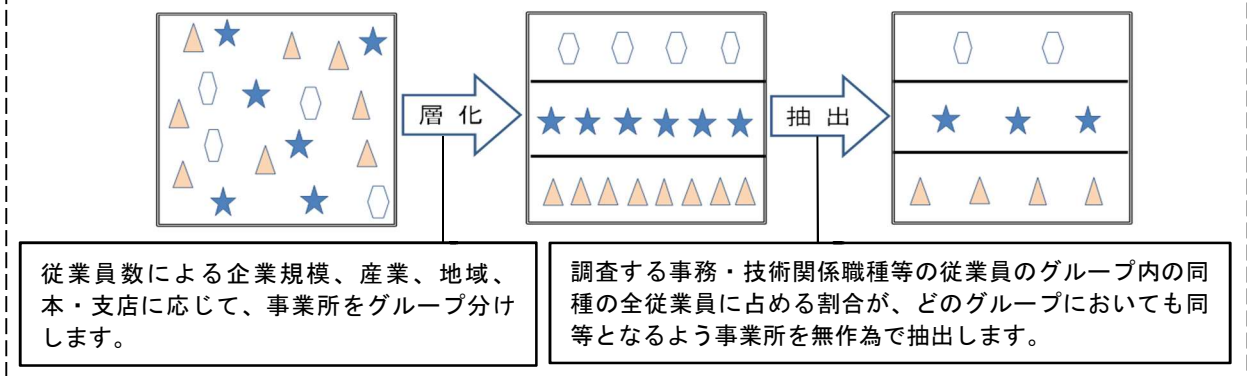 層 化
抽 出
従業員数による企業規模、産業、地域、
本・支店に応じて、事業所をグループ分け
します。
調査する事務・技術関係職種等の従業員のグループ内の同
種の全従業員に占める割合が、どのグループにおいても同
等となるよう事業所を無作為で抽出します。